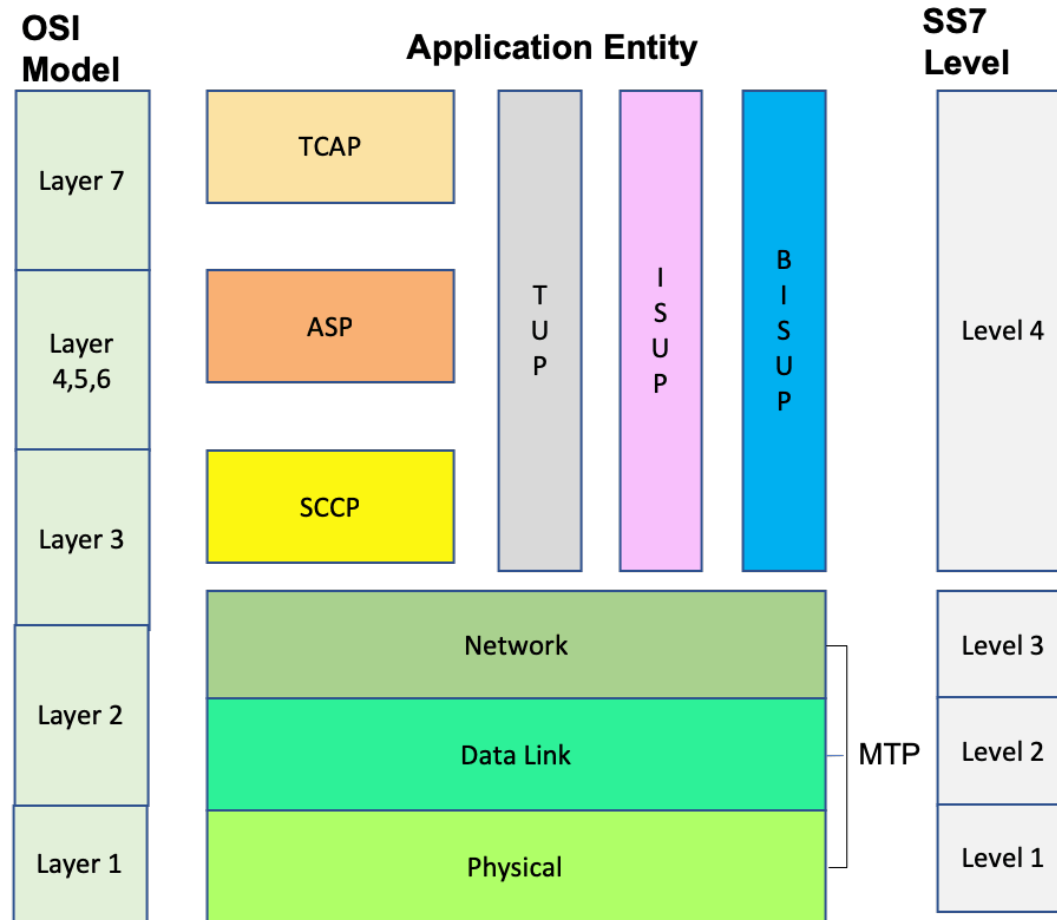 OSI
Model
Application Entity
SS7
Level
Layer 7
Layer
4,5,6
Layer 3
Layer 2
Layer 1
TCAP
ASP
SCCP
T
U
P
I
S
U
P
B
I
S
U
P
Network
Data Link
Physical
MTP
Level 4
Level 3
Level 2
Level 1